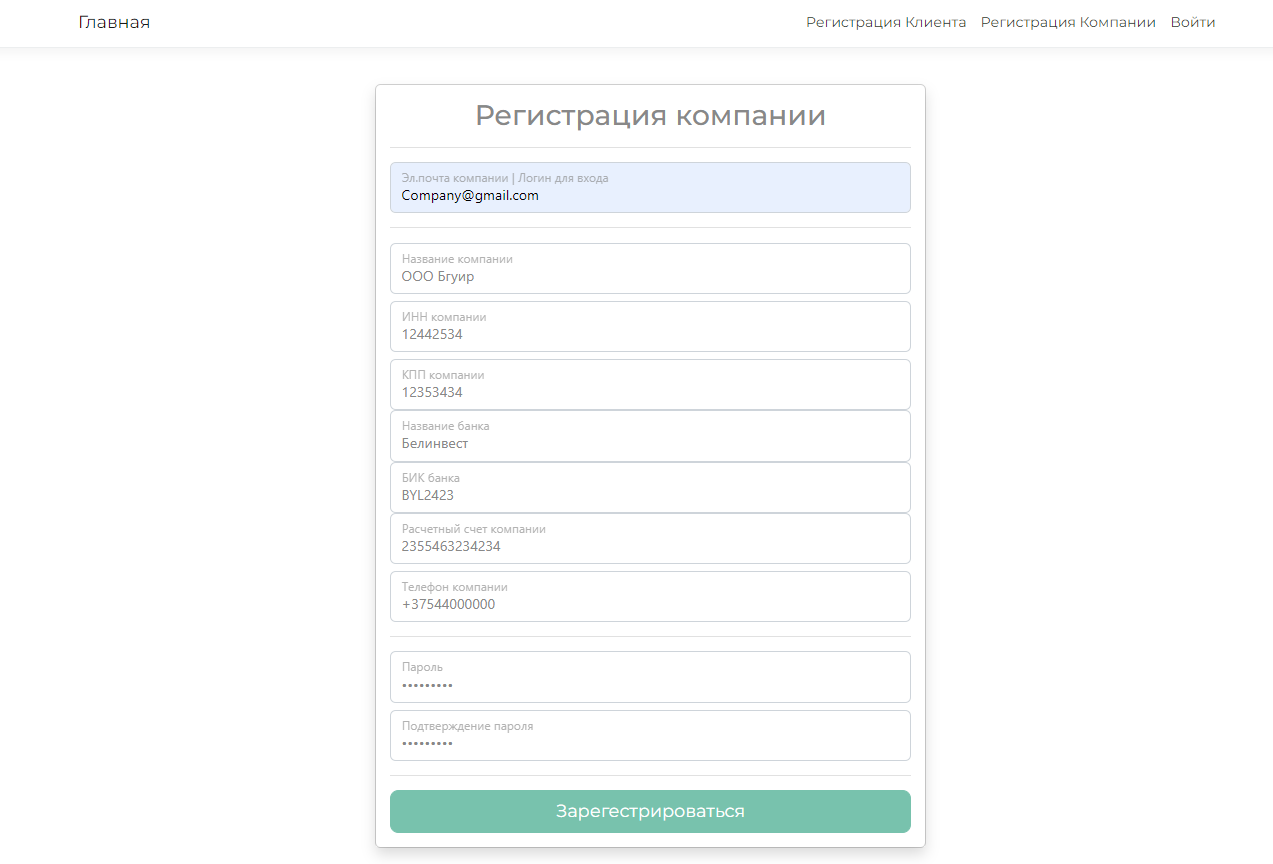 Главная
Регистрация Клиента Регистрация Компании Войти
Регистрация компании
Эл.почта компании | Логин для входа
Company@gmail.com
Название компании
ООО Бгуир
ИНН компании
12442534
КПП компании
12353434
Название банка
Белинвест
БИК банка
BYL2423
Расчетный счет компании
2355463234234
Телефон компании
+37544000000
Пароль
•••••••••
Подтверждение пароля
•••••••••
Зарегестрироваться